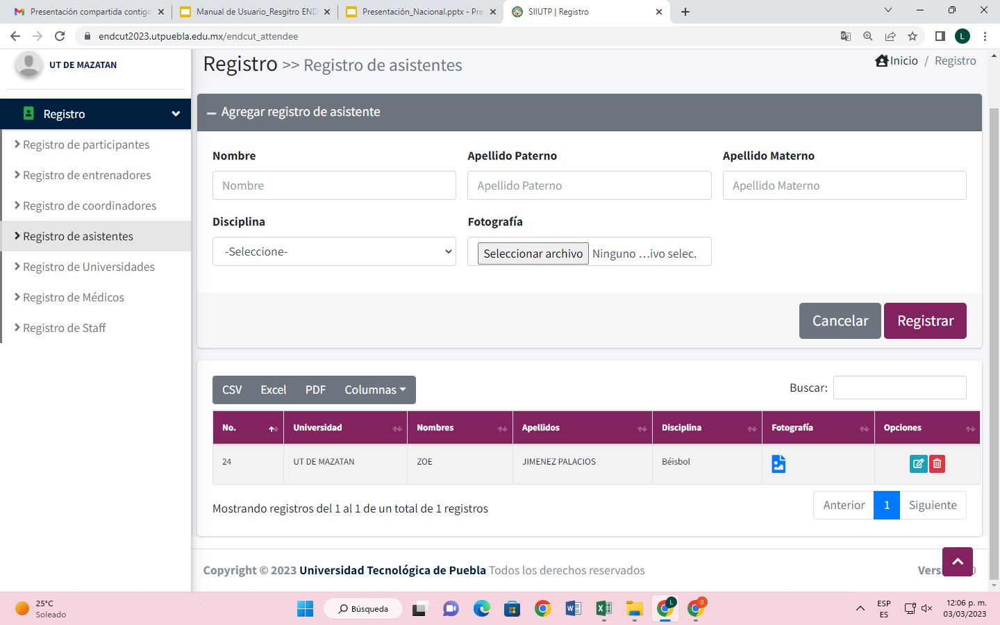 Presentación compartida contigo
Manual de Usuario_Resgitro END
Presentación_Nacional.pptx - Pre
SIIUTP | Registro
endcut2023.utpuebla.edu.mx/endcut_attendee
L
UT DE MAZATAN
Registro >> Registro de asistentes
Inicio / Registro
Registro
Registro de participantes
Registro de entrenadores
Registro de coordinadores
Registro de asistentes
Registro de Universidades
Registro de Médicos
Registro de Staff
Agregar registro de asistente
Nombre Apellido Paterno Apellido Materno
Nombre Apellido Paterno Apellido Materno
Disciplina Fotografía
-Seleccione- Seleccionar archivo Ninguno ...ivo selec.
Cancelar Registrar
CSV Excel PDF Columnas Buscar:
No. Universidad Nombres Apellidos Disciplina Fotografía Opciones
24 UT DE MAZATAN ZOE JIMENEZ PALACIOS Béisbol
Mostrando registros del 1 al 1 de un total de 1 registros
Anterior 1 Siguiente
Copyright © 2023 Universidad Tecnológica de Puebla Todos los derechos reservados
25°C
Soleado
Búsqueda
L
S
ESP
ES
12:06 p. m.
03/03/2023